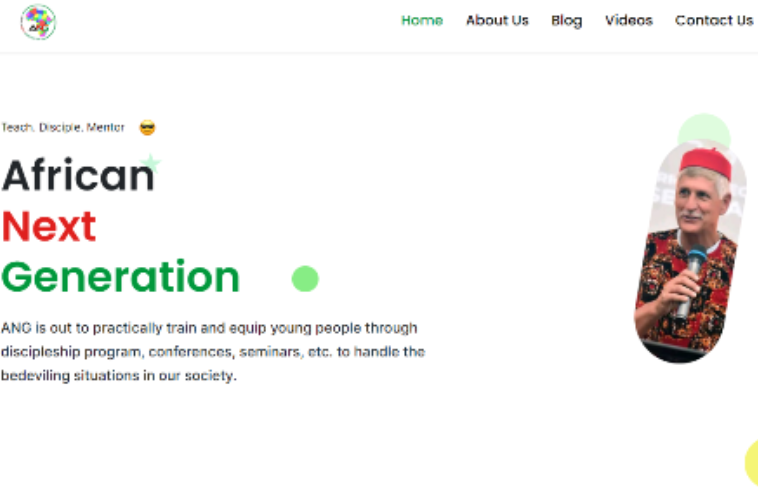 Home About Us Blog Videos Contact Us
Teach. Disciple. Mentor
African
Next
Generation
ANG is out to practically train and equip young people through
discipleship program, conferences, seminars, etc. to handle the
bedeviling situations in our society.